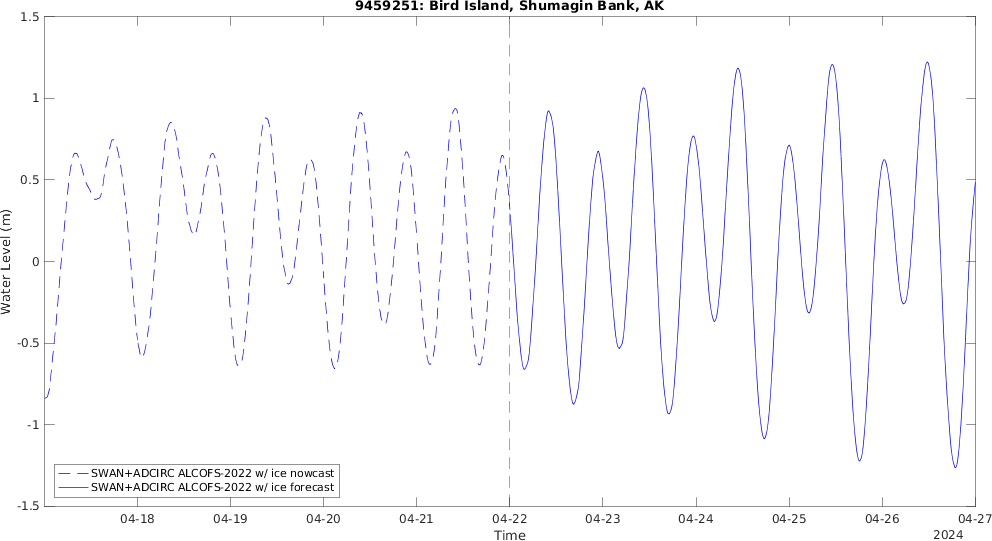 9459251: Bird Island, Shumagin Bank, AK
Water Level (m)
1.5
1
0.5
0
-0.5
-1
-1.5
SWAN+ADCIRC ALCOFS-2022 w/ ice nowcast
SWAN+ADCIRC ALCOFS-2022 w/ ice forecast
04-18 04-19 04-20 04-21 04-22 04-23 04-24 04-25 04-26 04-27
Time
2024